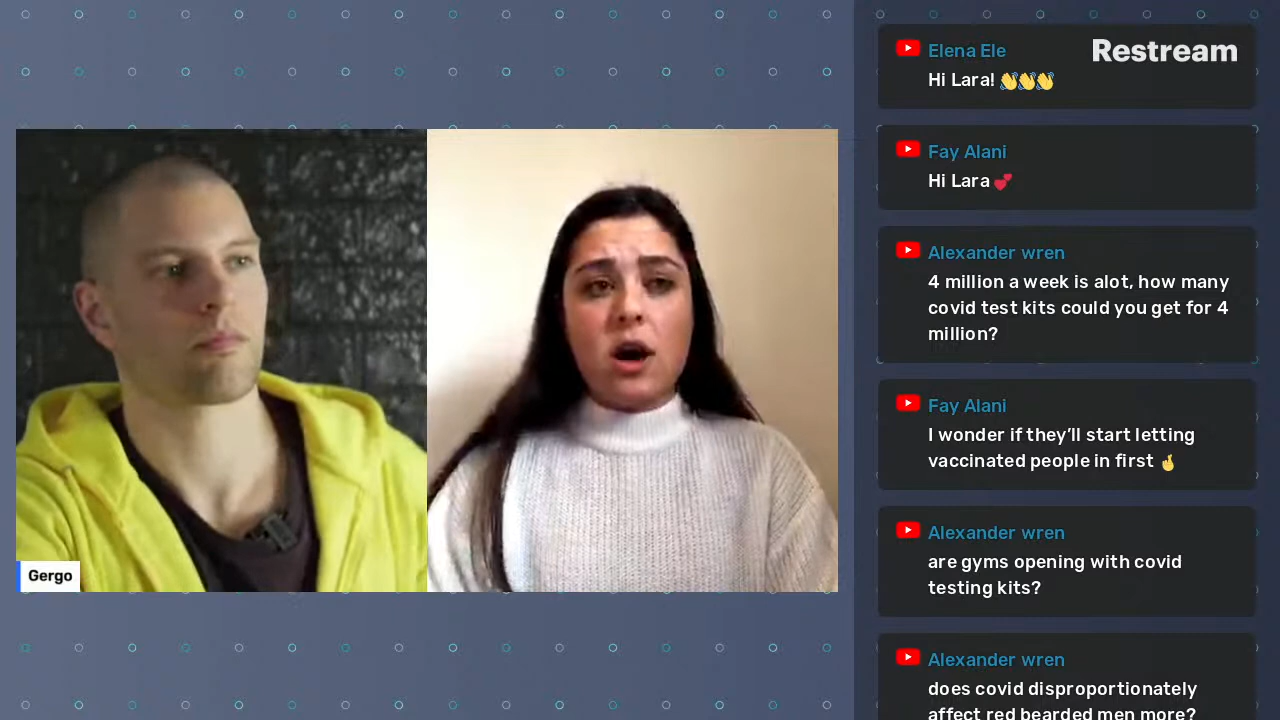 Restream
Elena Ele
Hi Lara! 👋👋👋
Fay Alani
Hi Lara 💕
Alexander wren
4 million a week is alot, how many
covid test kits could you get for 4
million?
Fay Alani
I wonder if they’ll start letting
vaccinated people in first 🤞
Alexander wren
are gyms opening with covid
testing kits?
Alexander wren
does covid disproportionately
affect red bearded men more?
Gergo